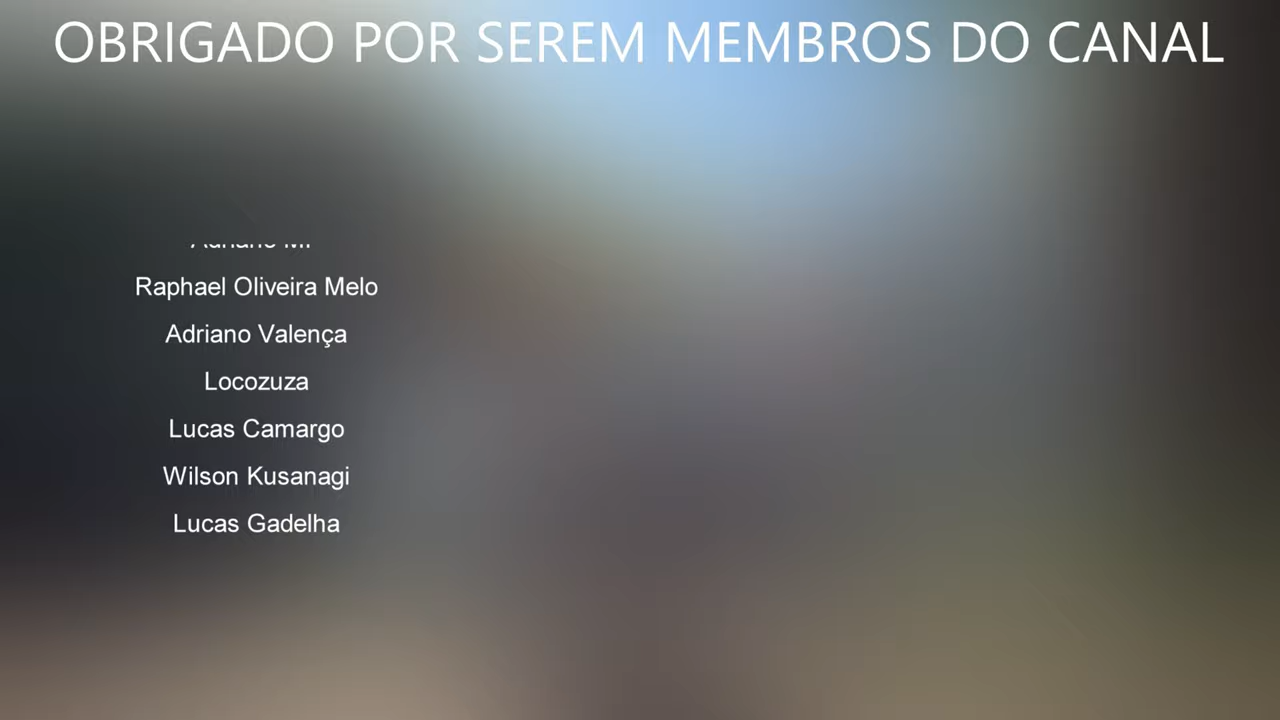 OBRIGADO POR SEREM MEMBROS DO CANAL
Raphael Oliveira Melo
Adriano Valença
Locozuza
Lucas Camargo
Wilson Kusanagi
Lucas Gadelha